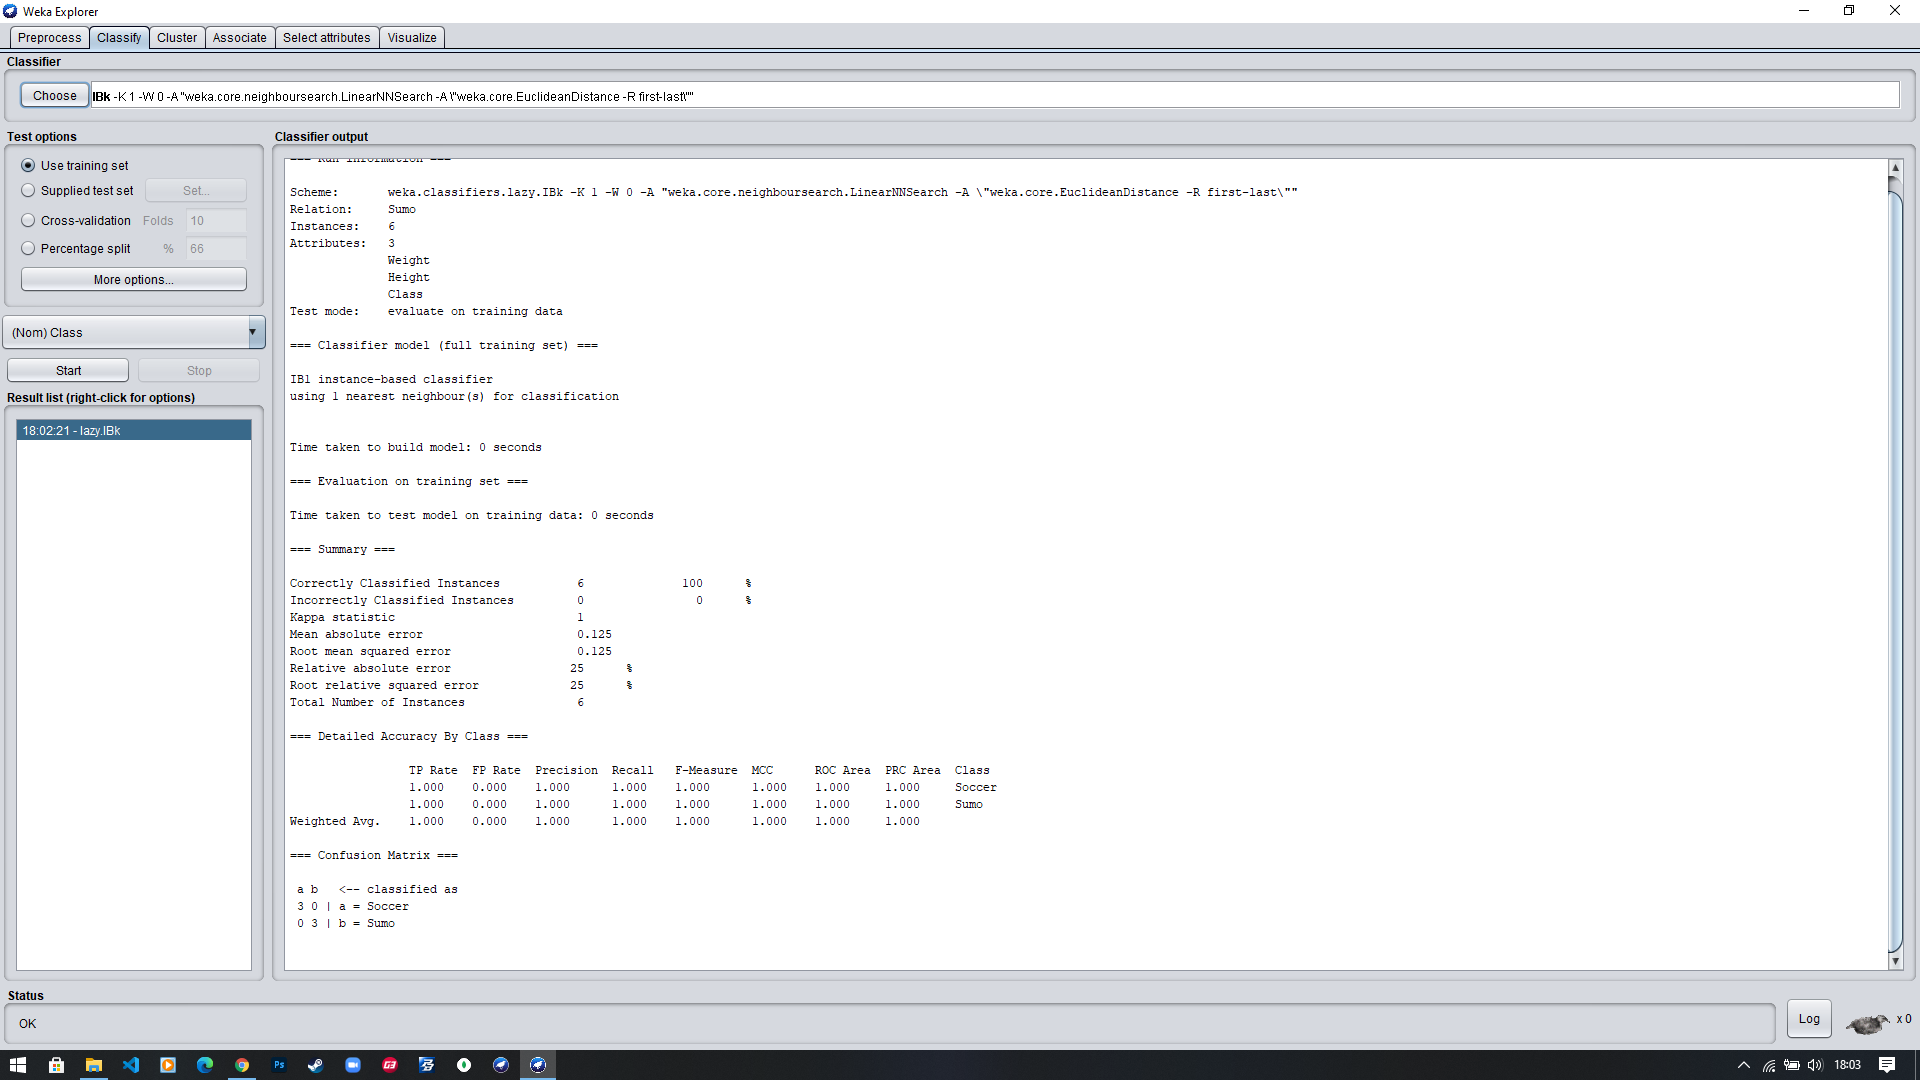 Weka Explorer
Preprocess Classify Cluster Associate Select attributes Visualize
Classifier
Choose IBk -K 1 -W 0 -A "weka.core.neighboursearch.LinearNNSearch -A \"weka.core.EuclideanDistance -R first-last\""
Test options
Use training set
Supplied test set Set...
Cross-validation Folds 10
Percentage split % 66
More options...
(Nom) Class
Start Stop
Result list (right-click for options)
18:02:21 - lazy.IBk
Classifier output
=== Run information ===
Scheme: weka.classifiers.lazy.IBk -K 1 -W 0 -A "weka.core.neighboursearch.LinearNNSearch -A \"weka.core.EuclideanDistance -R first-last\""
Relation: Sumo
Instances: 6
Attributes: 3
Weight
Height
Class
Test mode: evaluate on training data
=== Classifier model (full training set) ===
IB1 instance-based classifier
using 1 nearest neighbour(s) for classification
Time taken to build model: 0 seconds
=== Evaluation on training set ===
Time taken to test model on training data: 0 seconds
=== Summary ===
Correctly Classified Instances 6 100 %
Incorrectly Classified Instances 0 0 %
Kappa statistic 1
Mean absolute error 0.125
Root mean squared error 0.125
Relative absolute error 25 %
Root relative squared error 25 %
Total Number of Instances 6
=== Detailed Accuracy By Class ===
TP Rate FP Rate Precision Recall F-Measure MCC ROC Area PRC Area Class
1.000 0.000 1.000 1.000 1.000 1.000 1.000 1.000 Soccer
1.000 0.000 1.000 1.000 1.000 1.000 1.000 1.000 Sumo
Weighted Avg. 1.000 0.000 1.000 1.000 1.000 1.000 1.000 1.000
=== Confusion Matrix ===
a b <-- classified as
3 0 | a = Soccer
0 3 | b = Sumo
Status
OK
Log
x 0
Ps
G3
18:03